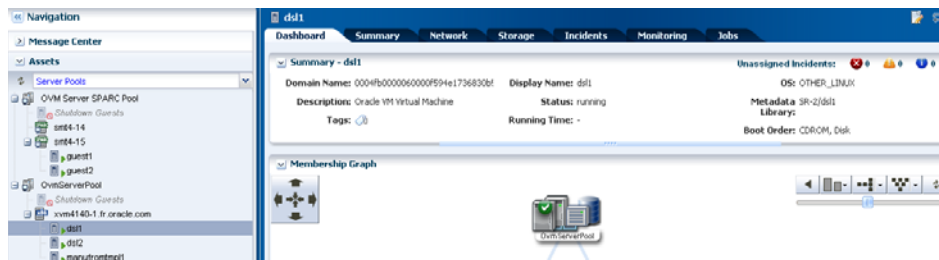 Navigation
Message Center
Assets
Server Pools
OVM Server SPARC Pool
Shutdown Guests
smt4-14
smt4-15
guest1
guest2
OvmServerPool
Shutdown Guests
xvm4140-1.fr.oracle.com
dsl1
dsl2
manufromtmpl1
dsl1
Dashboard Summary Network Storage Incidents Monitoring Jobs
Summary - dsl1
Unassigned Incidents: 0 0 0
Domain Name: 0004fb0000060000f594e1736830b! Display Name: dsl1 OS: OTHER_LINUX
Description: Oracle VM Virtual Machine Status: running Metadata Library: SR-2/dsl1
Tags: Running Time: - Boot Order: CDROM, Disk
Membership Graph
OvmServerPool